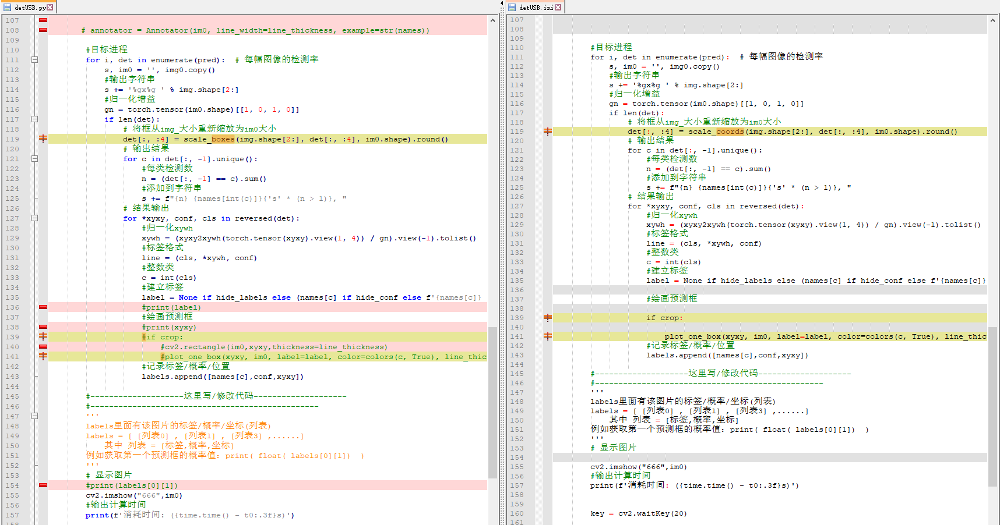 detUSB.py
107
108 # annotator = Annotator(im0, line_width=line_thickness, example=str(names))
109
110 #目标进程
111 for i, det in enumerate(pred):  # 每幅图像的检测率
112 s, im0 = '', img0.copy()
113 #输出字符串
114 s += '%gx%g ' % img.shape[2:]
115 #归一化增益
116 gn = torch.tensor(im0.shape)[[1, 0, 1, 0]]
117 if len(det):
118 # 将框从img_大小重新缩放为im0大小
119 det[:, :4] = scale_boxes(img.shape[2:], det[:, :4], im0.shape).round()
120 # 输出结果
121 for c in det[:, -1].unique():
122 #每类检测数
123 n = (det[:, -1] == c).sum()
124 #添加到字符串
125 s += f"{n} {names[int(c)]}{'s' * (n > 1)}, "
126 # 结果输出
127 for *xyxy, conf, cls in reversed(det):
128 #归一化xywh
129 xywh = (xyxy2xywh(torch.tensor(xyxy).view(1, 4)) / gn).view(-1).tolist()
130 #标签格式
131 line = (cls, *xywh, conf)
132 #整数类
133 c = int(cls)
134 #建立标签
135 label = None if hide_labels else (names[c] if hide_conf else f'{names[c]}
136 #print(label)
137 #绘画预测框
138 #print(xyxy)
139 #if crop:
140 #cv2.rectangle(im0,xyxy,thickness=line_thickness)
141 #plot_one_box(xyxy, im0, label=label, color=colors(c, True), line_thic
142 #记录标签/概率/位置
143 labels.append([names[c],conf,xyxy])
144
145 #--------------------这里写/修改代码--------------------
146 #-------------------------------------------------
147 '''
148 labels里面有该图片的标签/概率/坐标(列表)
149 labels = [ [列表0] , [列表1] , [列表3] ,......]
150 其中 列表 = [标签,概率,坐标]
151 例如获取第一个预测框的概率值：print( float( labels[0][1])  )
152 '''
153 # 显示图片
154 #print(labels[0][1])
155 cv2.imshow("666",im0)
156 #输出计算时间
157 print(f'消耗时间: ({time.time() - t0:.3f}s)')
detUSB.ini
107
108
109
110 #目标进程
111 for i, det in enumerate(pred):  # 每幅图像的检测率
112 s, im0 = '', img0.copy()
113 #输出字符串
114 s += '%gx%g ' % img.shape[2:]
115 #归一化增益
116 gn = torch.tensor(im0.shape)[[1, 0, 1, 0]]
117 if len(det):
118 # 将框从img_大小重新缩放为im0大小
119 det[:, :4] = scale_coords(img.shape[2:], det[:, :4], im0.shape).round()
120 # 输出结果
121 for c in det[:, -1].unique():
122 #每类检测数
123 n = (det[:, -1] == c).sum()
124 #添加到字符串
125 s += f"{n} {names[int(c)]}{'s' * (n > 1)}, "
126 # 结果输出
127 for *xyxy, conf, cls in reversed(det):
128 #归一化xywh
129 xywh = (xyxy2xywh(torch.tensor(xyxy).view(1, 4)) / gn).view(-1).tolist()
130 #标签格式
131 line = (cls, *xywh, conf)
132 #整数类
133 c = int(cls)
134 #建立标签
135 label = None if hide_labels else (names[c] if hide_conf else f'{names[c]}
136
137 #绘画预测框
138
139 if crop:
140
141 plot_one_box(xyxy, im0, label=label, color=colors(c, True), line_thic
142 #记录标签/概率/位置
143 labels.append([names[c],conf,xyxy])
144
145 #--------------------这里写/修改代码--------------------
146 #-------------------------------------------------
147 '''
148 labels里面有该图片的标签/概率/坐标(列表)
149 labels = [ [列表0] , [列表1] , [列表3] ,......]
150 其中 列表 = [标签,概率,坐标]
151 例如获取第一个预测框的概率值：print( float( labels[0][1])  )
152 '''
153 # 显示图片
154
155 cv2.imshow("666",im0)
156 #输出计算时间
157 print(f'消耗时间: ({time.time() - t0:.3f}s)')
158
159
160 key = cv2.waitKey(20)
161